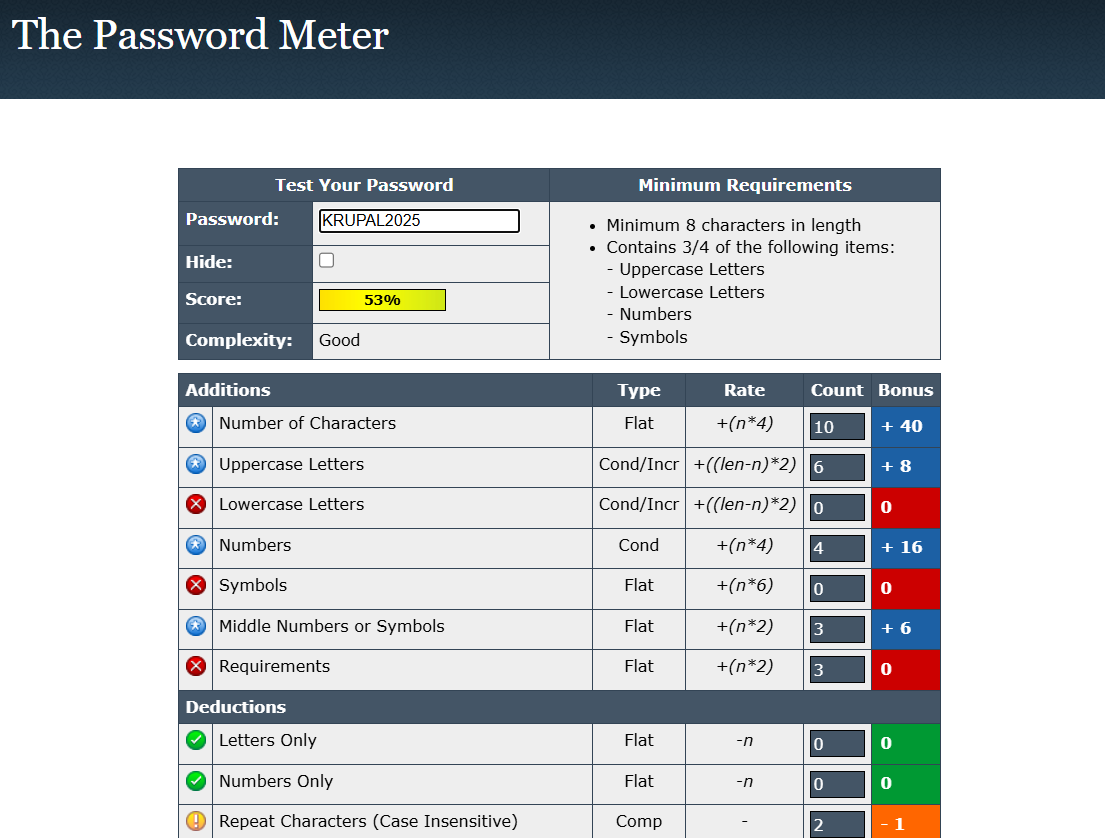 The Password Meter
Test Your Password Minimum Requirements
Password: KRUPAL2025
Hide:
Score: 53%
Complexity: Good
• Minimum 8 characters in length
• Contains 3/4 of the following items:
- Uppercase Letters
- Lowercase Letters
- Numbers
- Symbols
Additions Type Rate Count Bonus
Number of Characters Flat +(n*4) 10 + 40
Uppercase Letters Cond/Incr +((len-n)*2) 6 + 8
Lowercase Letters Cond/Incr +((len-n)*2) 0 0
Numbers Cond +(n*4) 4 + 16
Symbols Flat +(n*6) 0 0
Middle Numbers or Symbols Flat +(n*2) 3 + 6
Requirements Flat +(n*2) 3 0
Deductions
Letters Only Flat -n 0 0
Numbers Only Flat -n 0 0
Repeat Characters (Case Insensitive) Comp - 2 - 1